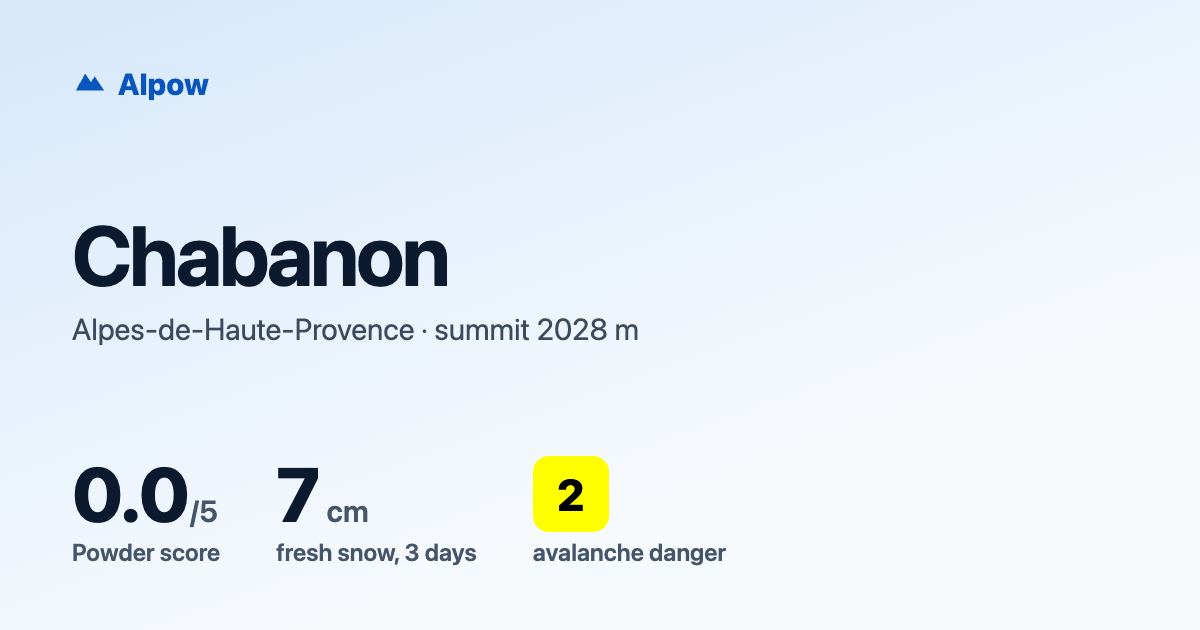 Alpow
Chabanon
Alpes-de-Haute-Provence · summit 2028 m
0.0/5
Powder score
7 cm
fresh snow, 3 days
2
avalanche danger